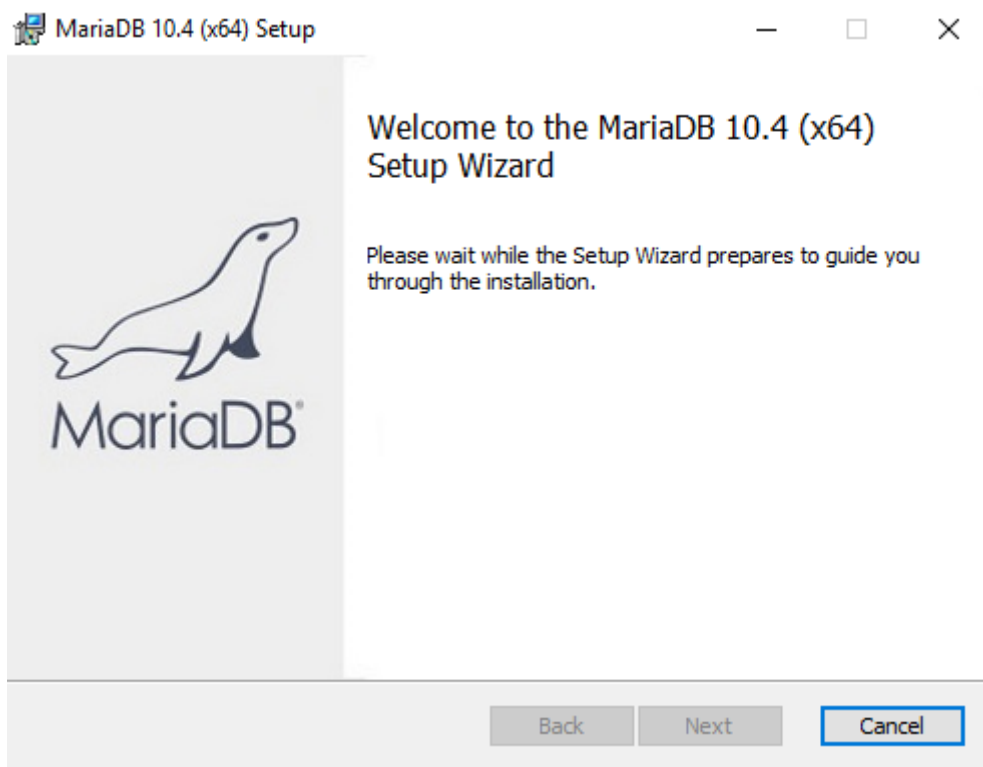 MariaDB 10.4 (x64) Setup
Welcome to the MariaDB 10.4 (x64)
Setup Wizard
Please wait while the Setup Wizard prepares to guide you
through the installation.
MariaDB®
Back Next Cancel